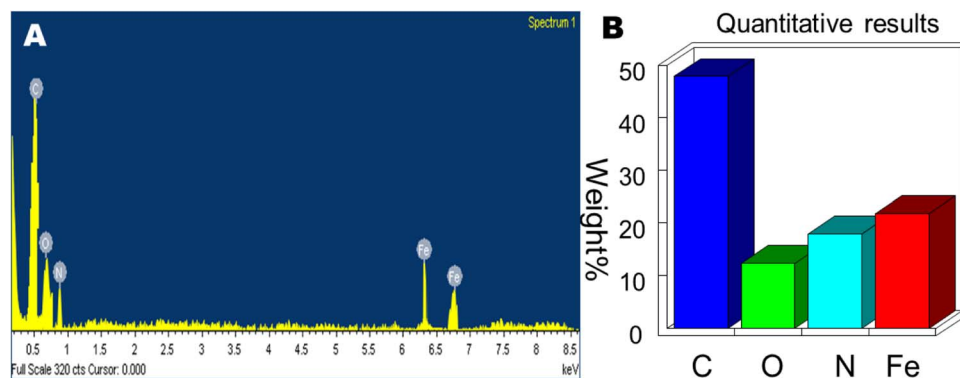 A
Spectrum 1
C
O
N
Fe
Fe
0.5 1 1.5 2 2.5 3 3.5 4 4.5 5 5.5 6 6.5 7 7.5 8 8.5
Full Scale 320 cts Cursor: 0.000 keV
B
Quantitative results
Weight%
50
40
30
20
10
0
C O N Fe